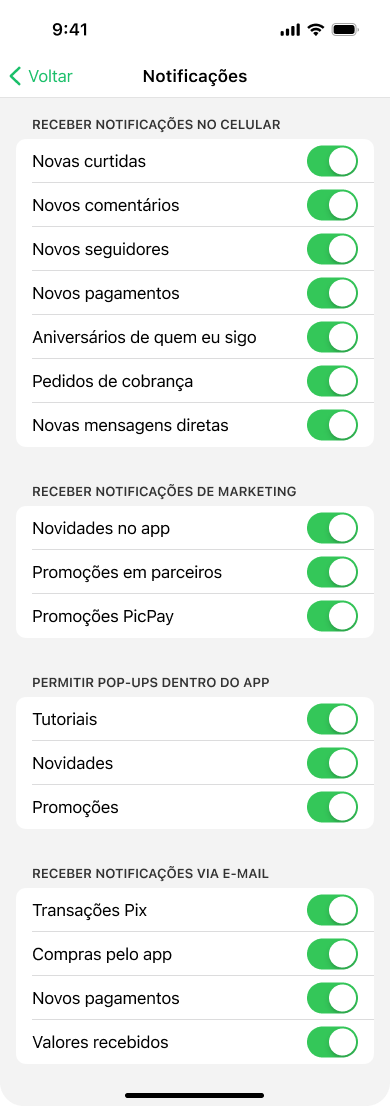 9:41
Voltar
Notificações
RECEBER NOTIFICAÇÕES NO CELULAR
Novas curtidas
Novos comentários
Novos seguidores
Novos pagamentos
Aniversários de quem eu sigo
Pedidos de cobrança
Novas mensagens diretas
RECEBER NOTIFICAÇÕES DE MARKETING
Novidades no app
Promoções em parceiros
Promoções PicPay
PERMITIR POP-UPS DENTRO DO APP
Tutoriais
Novidades
Promoções
RECEBER NOTIFICAÇÕES VIA E-MAIL
Transações Pix
Compras pelo app
Novos pagamentos
Valores recebidos